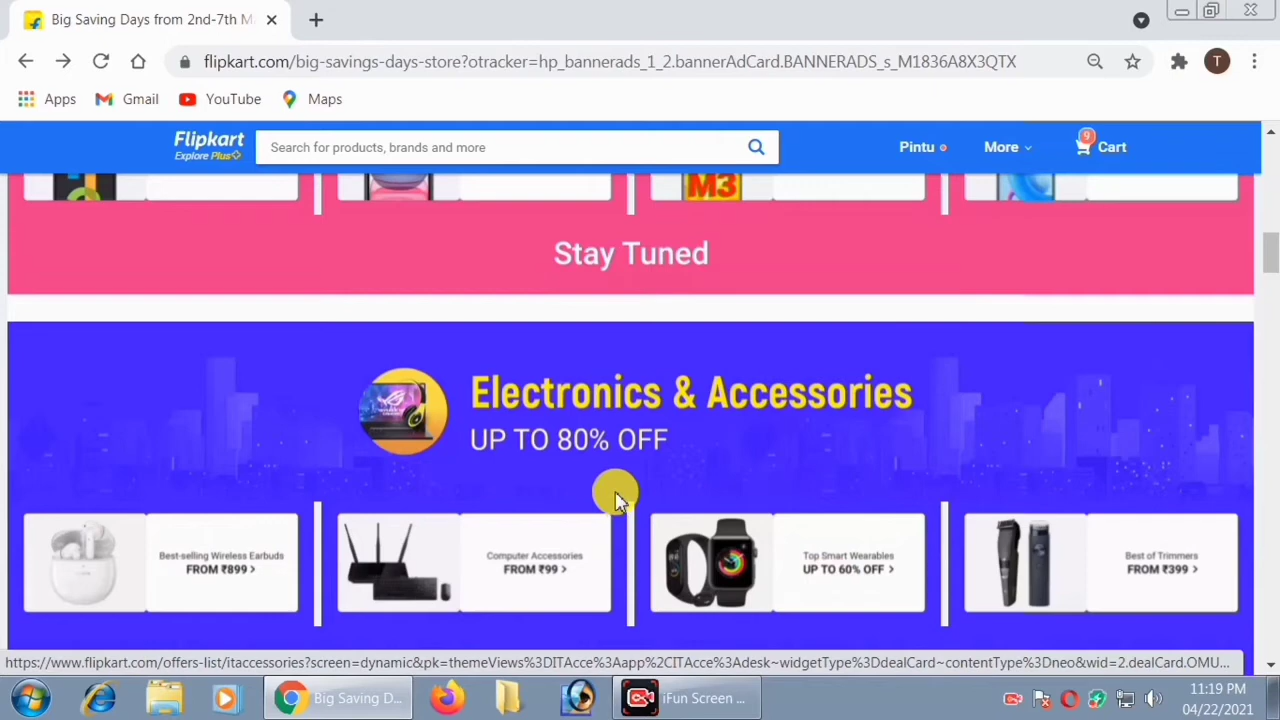 Big Saving Days from 2nd-7th M
flipkart.com/big-savings-days-store?otracker=hp_bannerads_1_2.bannerAdCard.BANNERADS_s_M1836A8X3QTX
T
Apps
Gmail
YouTube
Maps
Flipkart
Explore Plus
Search for products, brands and more
Pintu
More
9
Cart
M3
Stay Tuned
Electronics & Accessories
UP TO 80% OFF
Best-selling Wireless Earbuds
FROM ₹899 >
Computer Accessories
FROM ₹99 >
Top Smart Wearables
UP TO 60% OFF >
Best of Trimmers
FROM ₹399 >
https://www.flipkart.com/offers-list/itaccessories?screen=dynamic&pk=themeViews%3DITAcce%3Aapp%2CITAcce%3Adesk~widgetType%3DdealCard~contentType%3Dneo&wid=2.dealCard.OMU...
Big Saving D...
iFun Screen ...
11:19 PM
04/22/2021